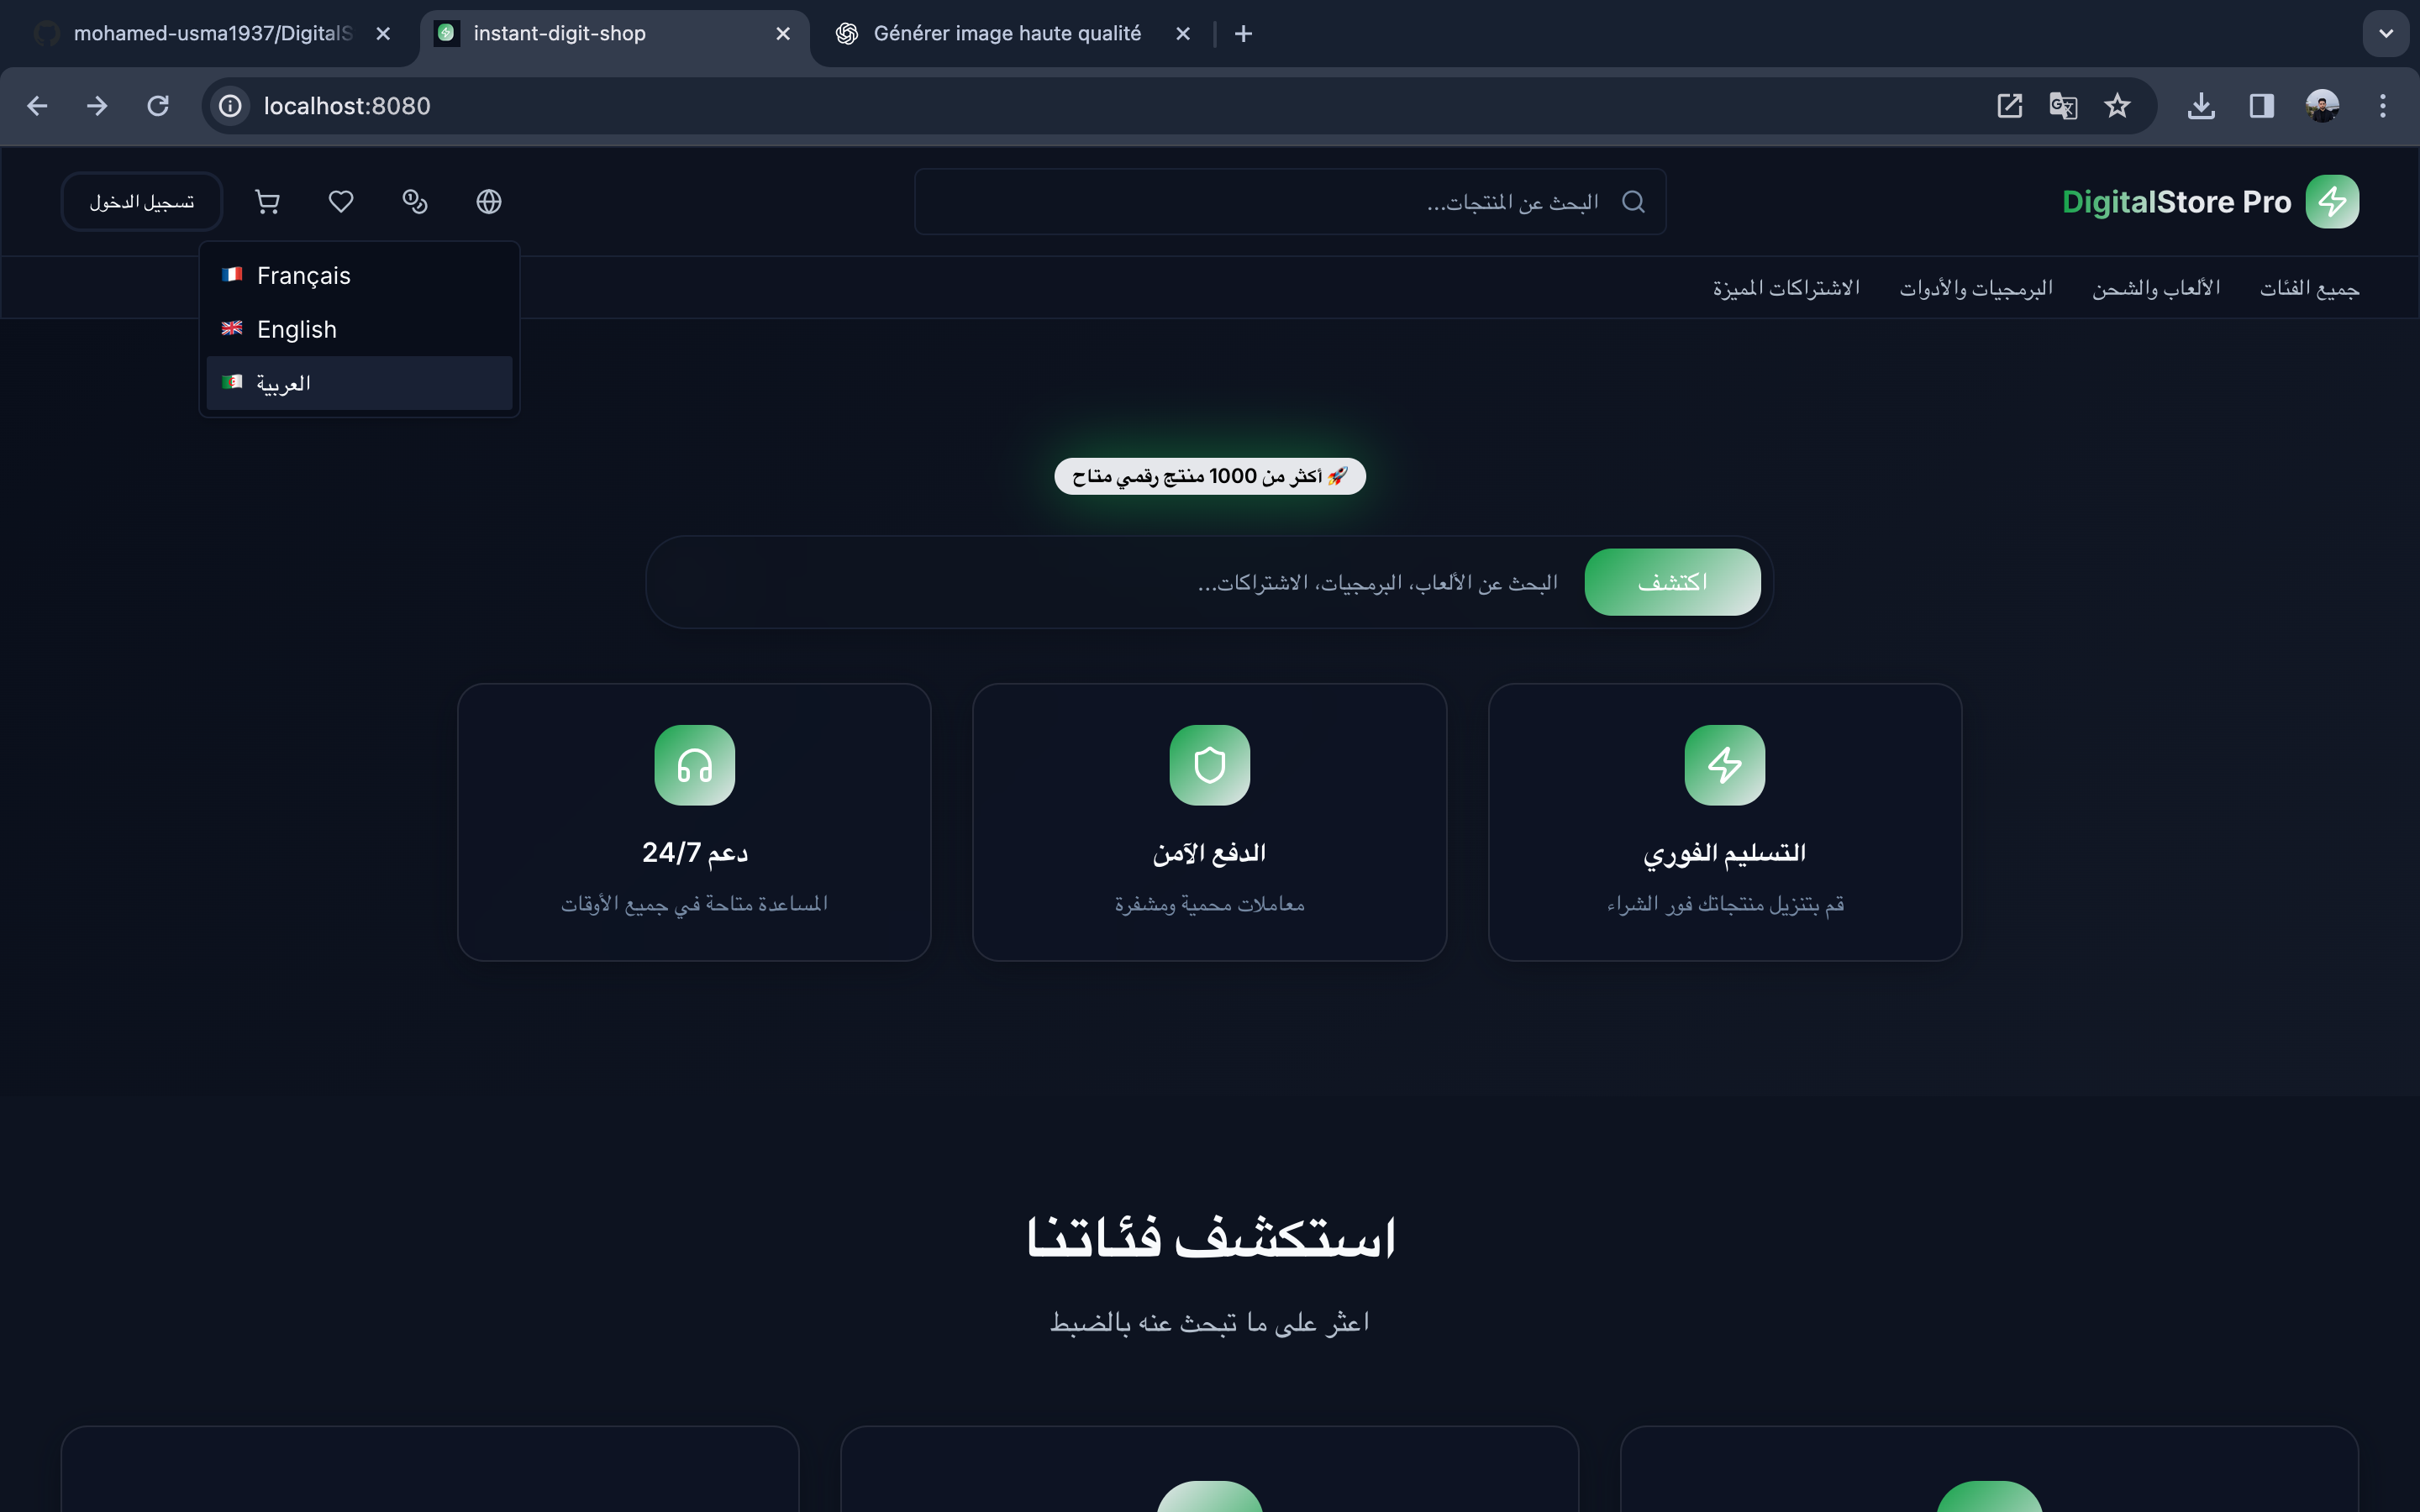 mohamed-usma1937/DigitalS
instant-digit-shop
Générer image haute qualité
localhost:8080
DigitalStore Pro
البحث عن المنتجات...
تسجيل الدخول
Français
English
العربية
جميع الفئات
الألعاب والشحن
البرمجيات والأدوات
الاشتراكات المميزة
🚀 أكثر من 1000 منتج رقمي متاح
اكتشف
البحث عن الألعاب، البرمجيات، الاشتراكات...
التسليم الفوري
قم بتنزيل منتجاتك فور الشراء
الدفع الآمن
معاملات محمية ومشفرة
دعم 24/7
المساعدة متاحة في جميع الأوقات
استكشف فئاتنا
اعثر على ما تبحث عنه بالضبط